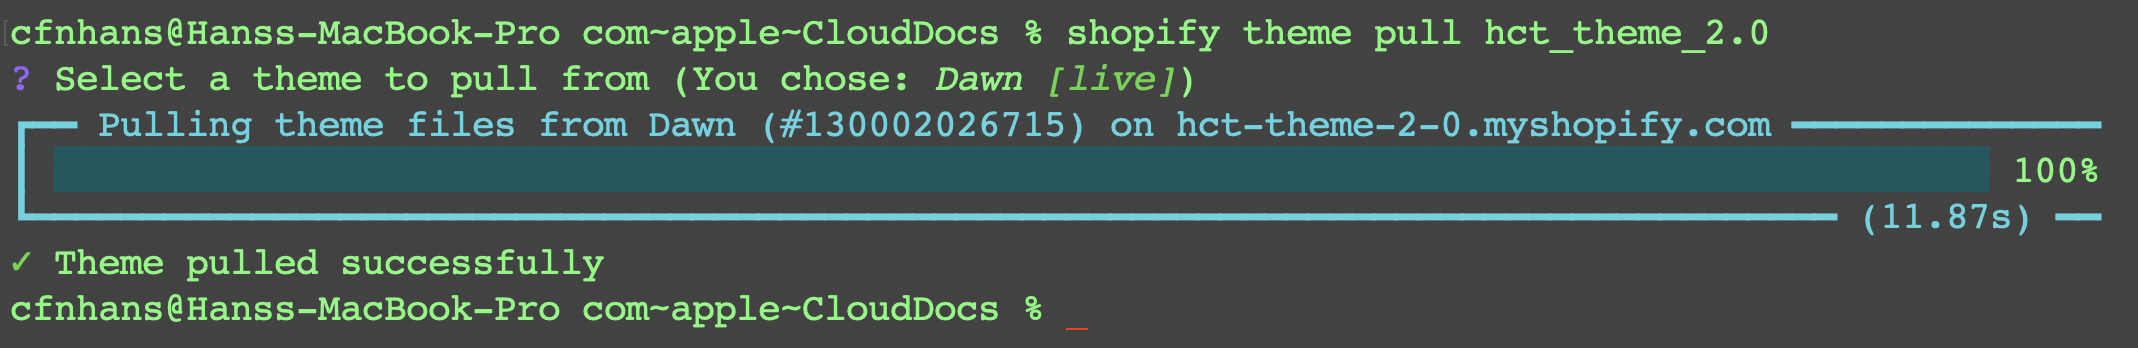 cfnhans@Hanss-MacBook-Pro com~apple~CloudDocs % shopify theme pull hct_theme_2.0
? Select a theme to pull from (You chose: Dawn [live])
Pulling theme files from Dawn (#130002026715) on hct-theme-2-0.myshopify.com
100%
(11.87s)
✓ Theme pulled successfully
cfnhans@Hanss-MacBook-Pro com~apple~CloudDocs % _